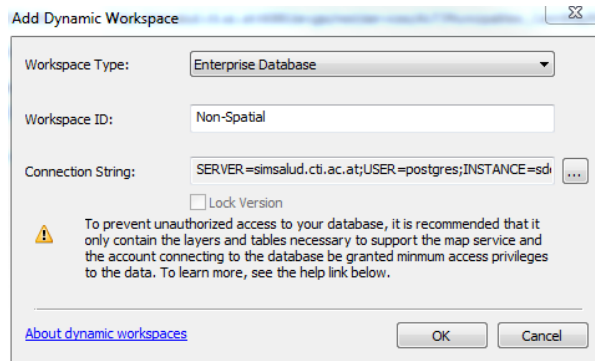 Add Dynamic Workspace
Workspace Type:
Enterprise Database
Workspace ID:
Non-Spatial
Connection String:
SERVER=simsalud.cti.ac.at;USER=postgres;INSTANCE=sd
...
Lock Version
To prevent unauthorized access to your database, it is recommended that it
only contain the layers and tables necessary to support the map service and
the account connecting to the database be granted minmum access privileges
to the data. To learn more, see the help link below.
About dynamic workspaces
OK
Cancel